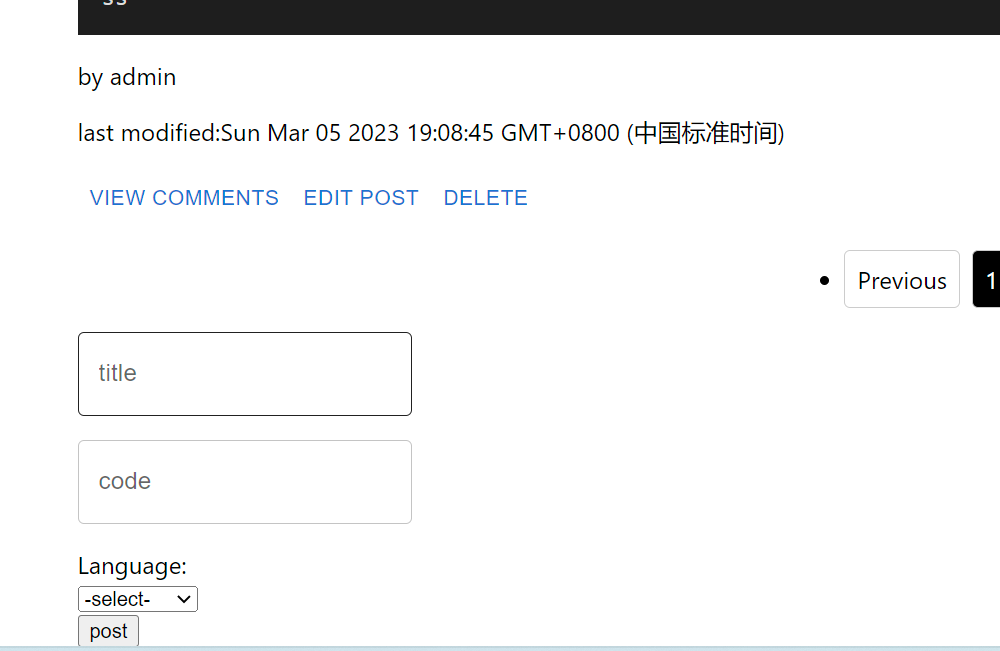 by admin
last modified:Sun Mar 05 2023 19:08:45 GMT+0800 (中国标准时间)
VIEW COMMENTS EDIT POST DELETE
Previous 1
title
code
Language:
-select-
post